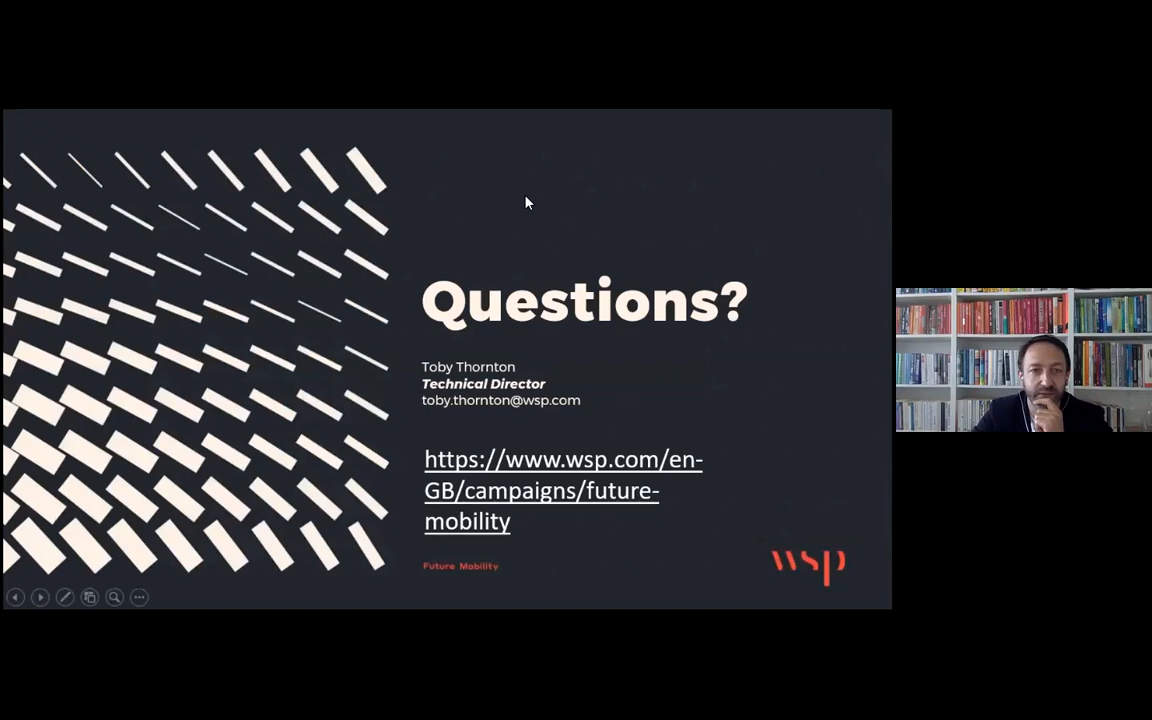 Questions?
Toby Thornton
Technical Director
toby.thornton@wsp.com
https://www.wsp.com/en-
GB/campaigns/future-
mobility
Future Mobility
wsp